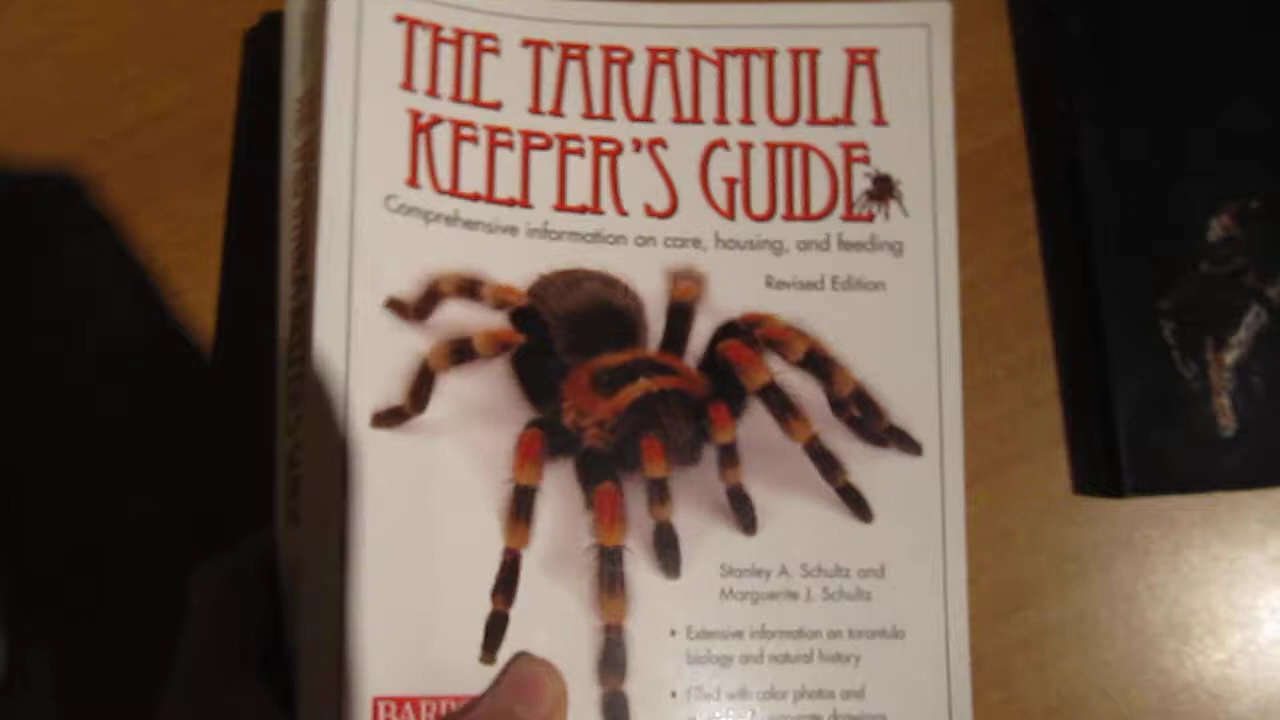 THE TARANTULA
KEEPER'S GUIDE
Comprehensive information on care, housing, and feeding
Revised Edition
Stanley A. Schultz and
Marguerite J. Schultz
• Extensive information on tarantula
biology and natural history
• Filled with color photos and
drawings